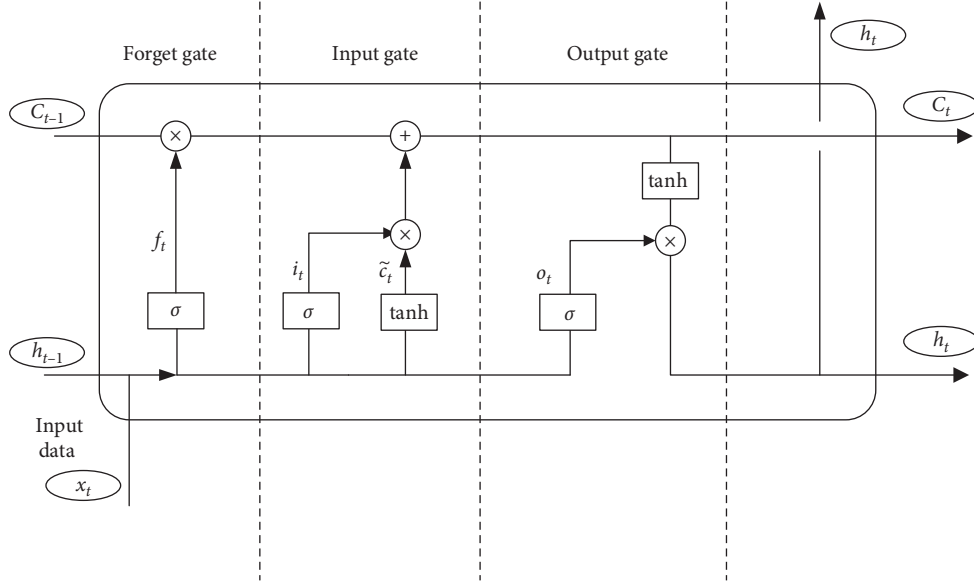 h_t
Forget gate
Input gate
Output gate
C_{t–1}
C_t
×
+
tanh
f_t
×
×
i_t
c̃_t
o_t
σ
σ
tanh
σ
h_{t–1}
h_t
Input
data
x_t